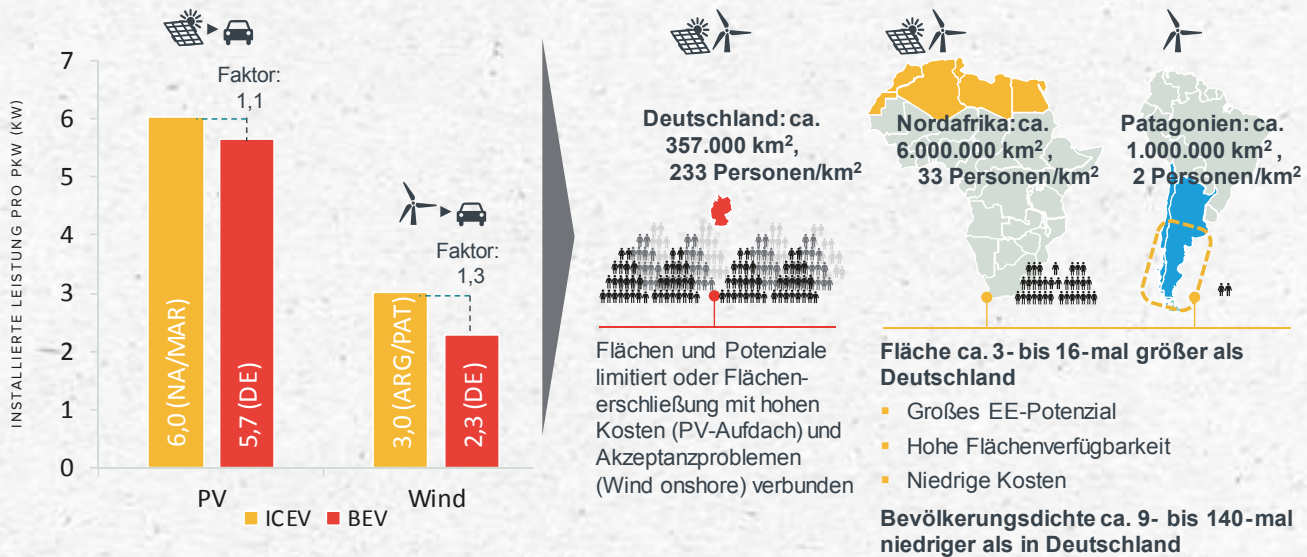 INSTALLIERTE LEISTUNG PRO PKW (KW)
7
6
5
4
3
2
1
0
Faktor:
1,1
Faktor:
1,3
6,0 (NA/MAR)
5,7 (DE)
3,0 (ARG/PAT)
2,3 (DE)
PV
Wind
ICEV
BEV
Deutschland: ca.
357.000 km²,
233 Personen/km²
Flächen und Potenziale
limitiert oder Flächen-
erschließung mit hohen
Kosten (PV-Aufdach) und
Akzeptanzproblemen
(Wind onshore) verbunden
Nordafrika: ca.
6.000.000 km² ,
33 Personen/km²
Patagonien: ca.
1.000.000 km² ,
2 Personen/km²
Fläche ca. 3- bis 16-mal größer als
Deutschland
▪ Großes EE-Potenzial
▪ Hohe Flächenverfügbarkeit
▪ Niedrige Kosten
Bevölkerungsdichte ca. 9- bis 140-mal
niedriger als in Deutschland